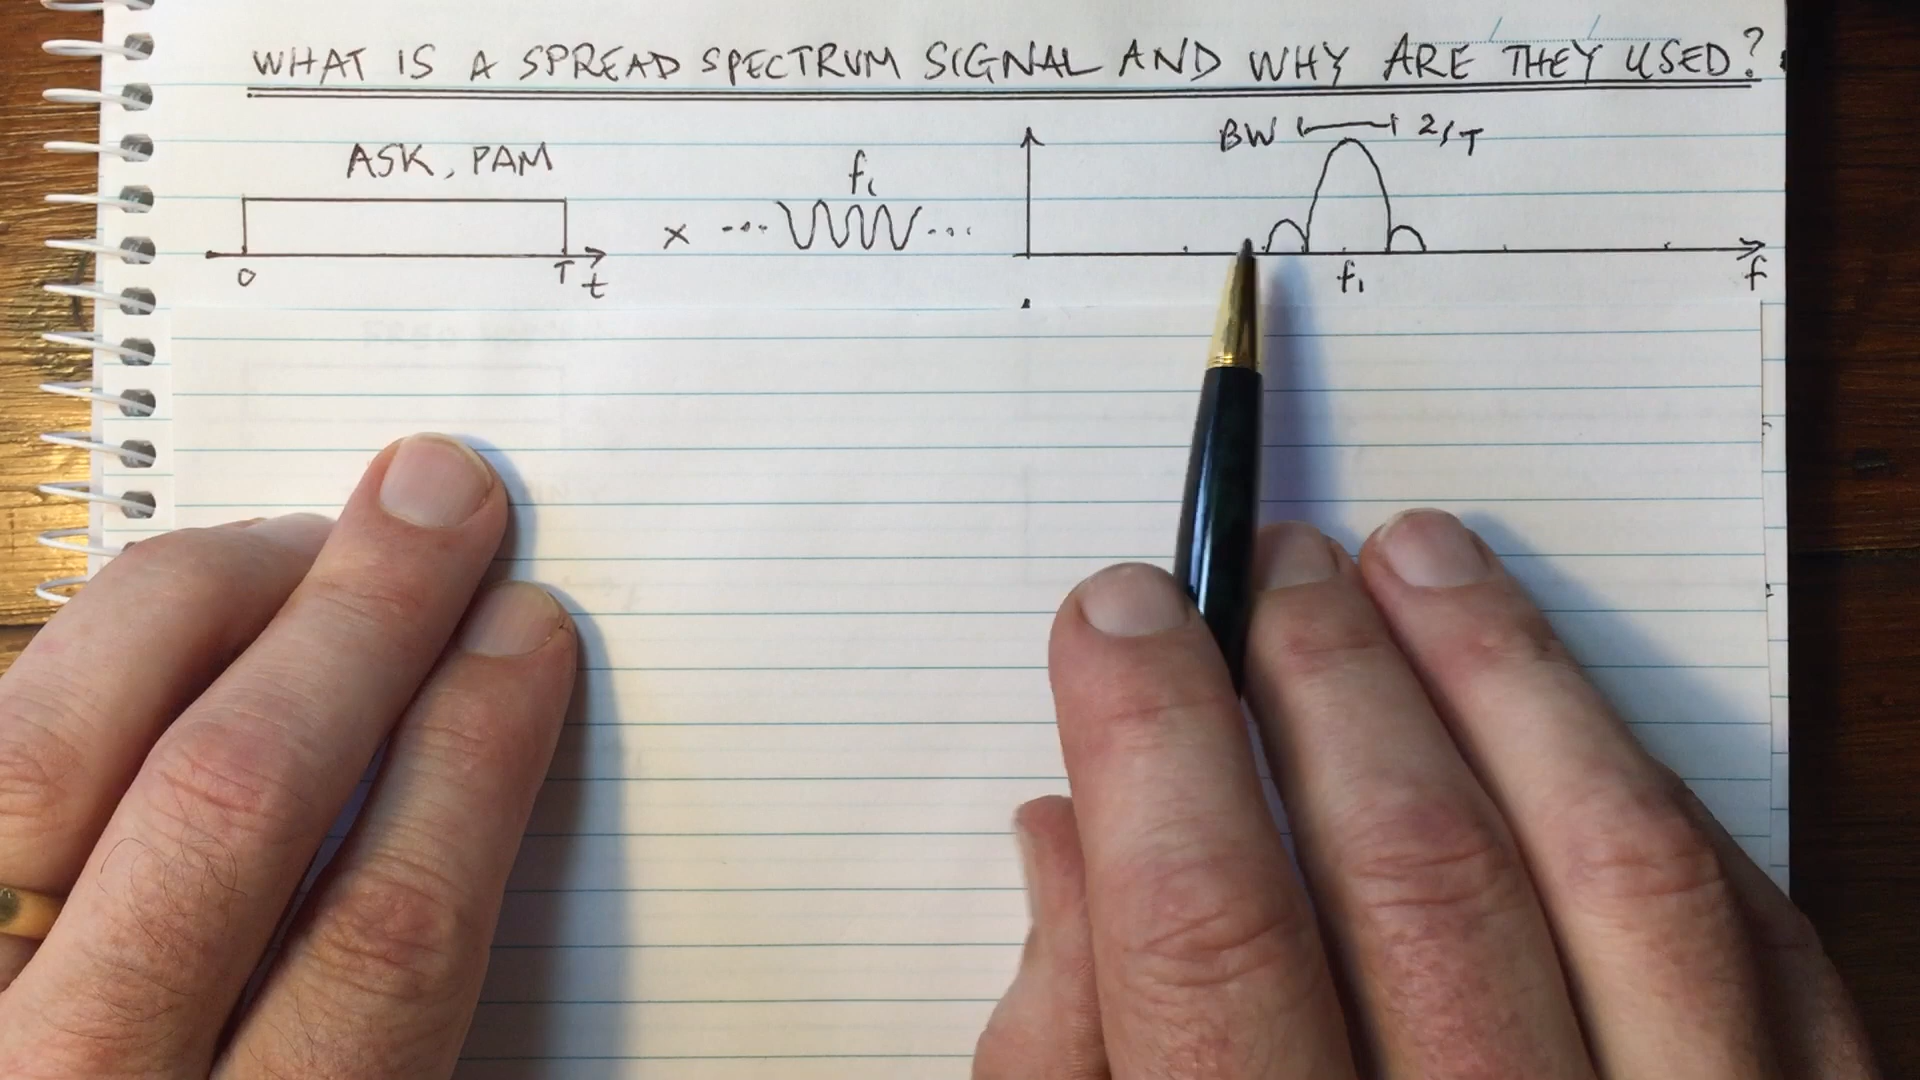 WHAT IS A SPREAD SPECTRUM SIGNAL AND WHY ARE THEY USED?
ASK, PAM
0 T t
x ... f₁ ...
BW 2/T
f₁ f